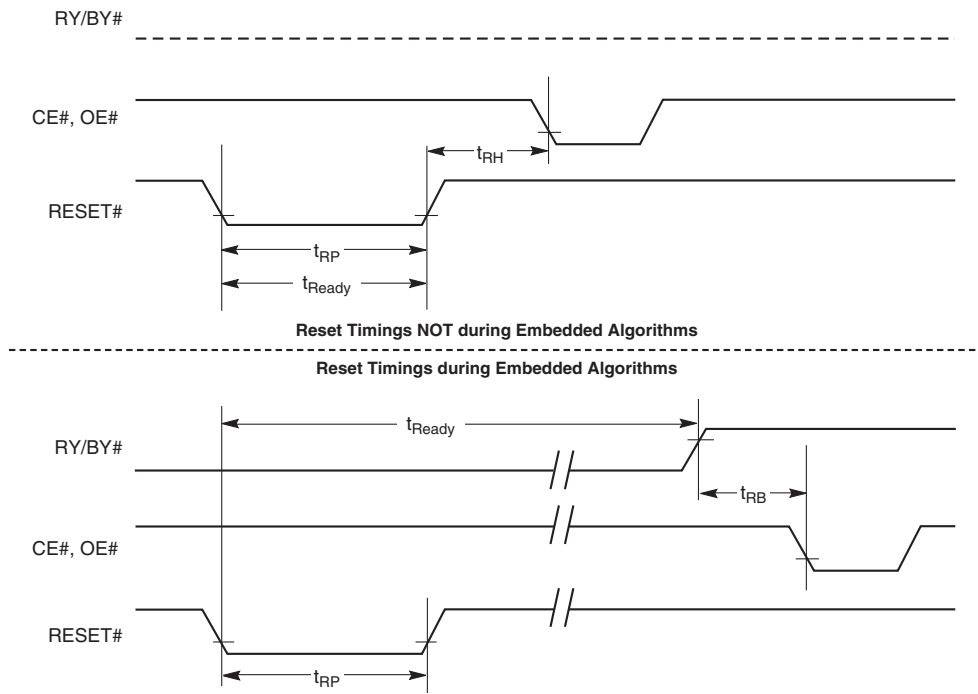 RY/BY#
CE#, OE#
tRH
RESET#
tRP
tReady
Reset Timings NOT during Embedded Algorithms
Reset Timings during Embedded Algorithms
tReady
RY/BY#
tRB
CE#, OE#
RESET#
tRP